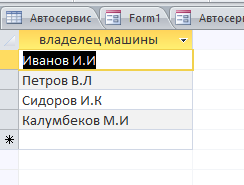 Автосервис Form1 Автосерв
владелец машины
Иванов И.И
Петров В.Л
Сидоров И.К
Калумбеков М.И